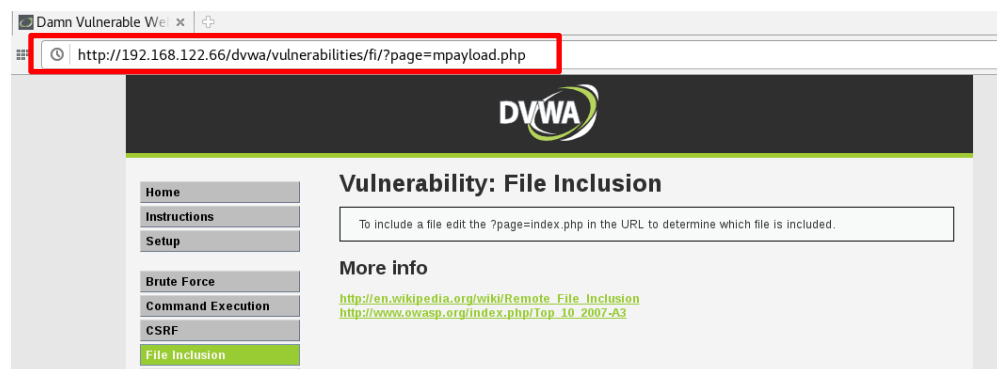 Damn Vulnerable We
http://192.168.122.66/dvwa/vulnerabilities/fi/?page=mpayload.php
DVWA
Home
Instructions
Setup
Brute Force
Command Execution
CSRF
File Inclusion
Vulnerability: File Inclusion
To include a file edit the ?page=index.php in the URL to determine which file is included.
More info
http://en.wikipedia.org/wiki/Remote_File_Inclusion
http://www.owasp.org/index.php/Top_10_2007-A3